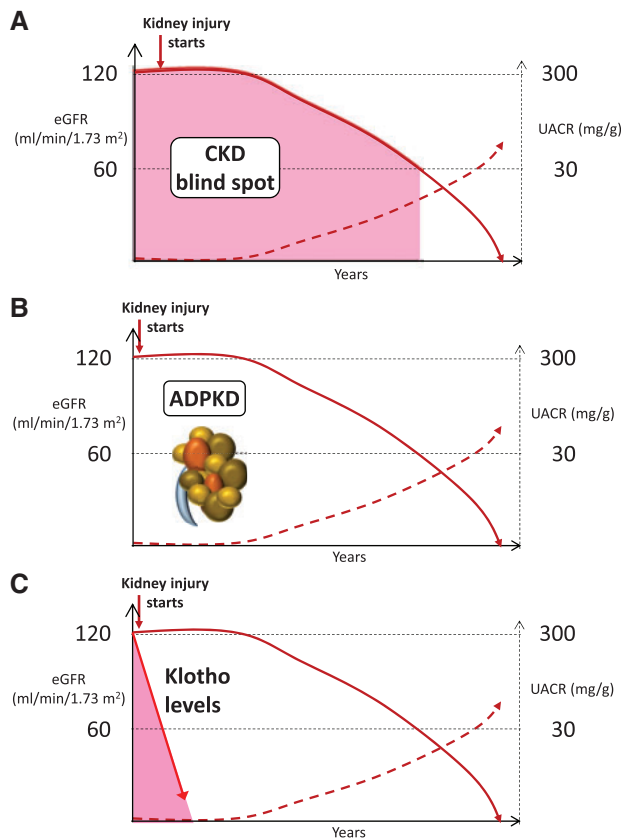 A
Kidney injury
starts
120
300
eGFR
(ml/min/1.73 m²)
UACR (mg/g)
CKD
blind spot
60
30
Years
B
Kidney injury
starts
120
300
ADPKD
eGFR
(ml/min/1.73 m²)
UACR (mg/g)
60
30
Years
C
Kidney injury
starts
120
300
Klotho
levels
eGFR
(ml/min/1.73 m²)
UACR (mg/g)
60
30
Years